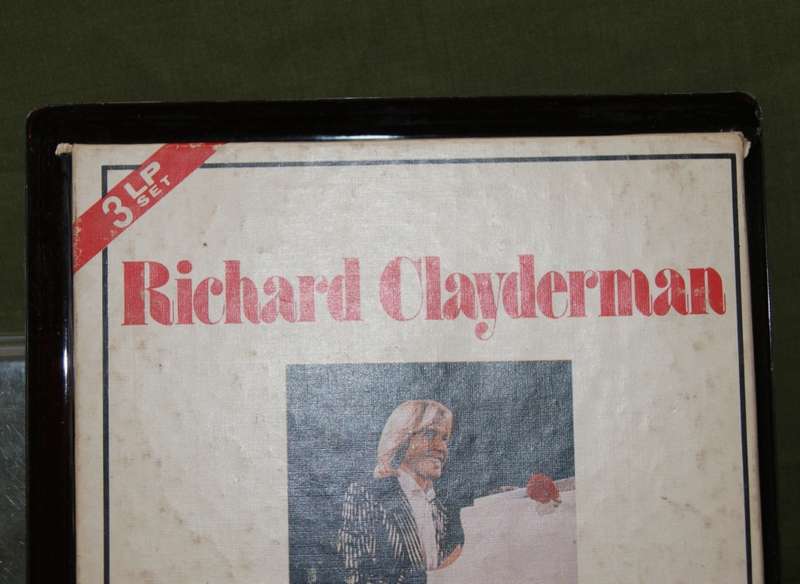 3 LP
SET
Richard Clayderman